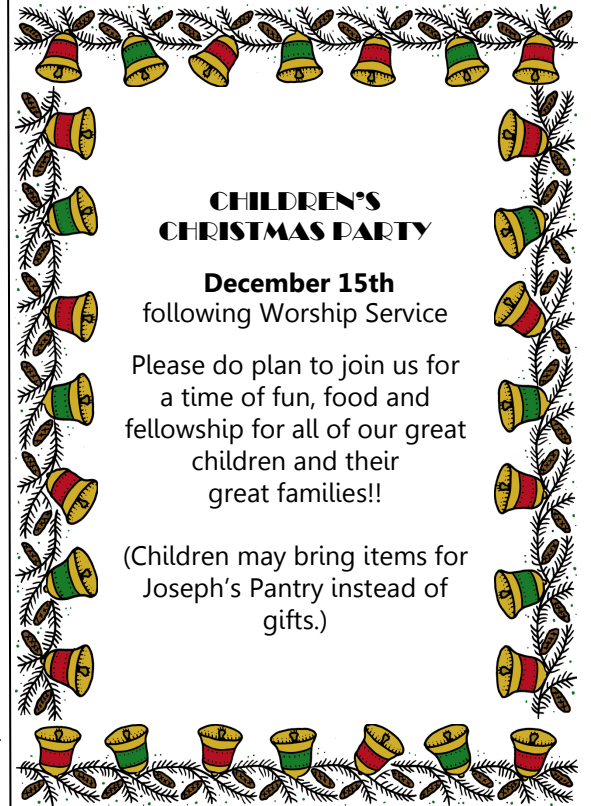 CHILDREN'S
CHRISTMAS PARTY
December 15th
following Worship Service
Please do plan to join us for
a time of fun, food and
fellowship for all of our great
children and their
great families!!
(Children may bring items for
Joseph's Pantry instead of
gifts.)